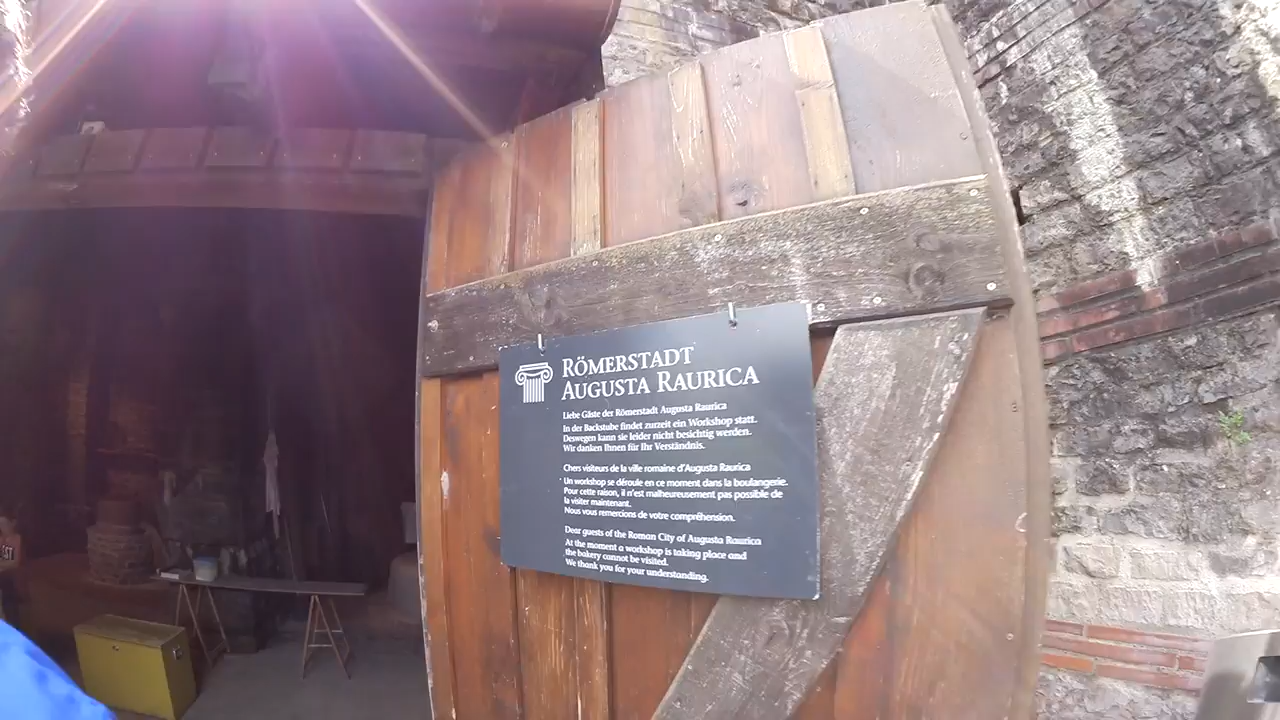 RÖMERSTADT
AUGUSTA RAURICA
Liebe Gäste der Römerstadt Augusta Raurica
In der Backstube findet zurzeit ein Workshop statt.
Deswegen kann sie leider nicht besichtigt werden.
Wir danken Ihnen für Ihr Verständnis.
Chers visiteurs de la ville romaine d'Augusta Raurica
Un workshop se déroule en ce moment dans la boulangerie.
Pour cette raison, il n'est malheureusement pas possible de
la visiter maintenant.
Nous vous remercions de votre compréhension.
Dear guests of the Roman City of Augusta Raurica
At the moment a workshop is taking place and
the bakery cannot be visited.
We thank you for your understanding.